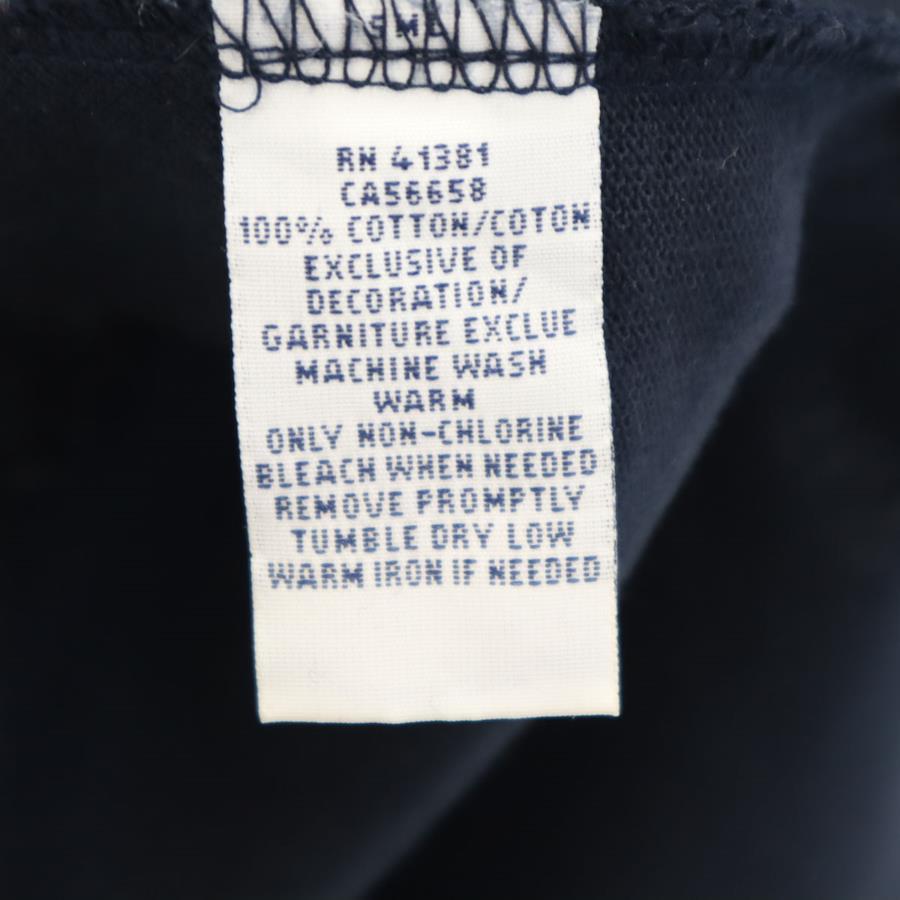 RN 41381
CA56658
100% COTTON/COTON
EXCLUSIVE OF
DECORATION/
GARNITURE EXCLUE
MACHINE WASH
WARM
ONLY NON-CHLORINE
BLEACH WHEN NEEDED
REMOVE PROMPTLY
TUMBLE DRY LOW
WARM IRON IF NEEDED